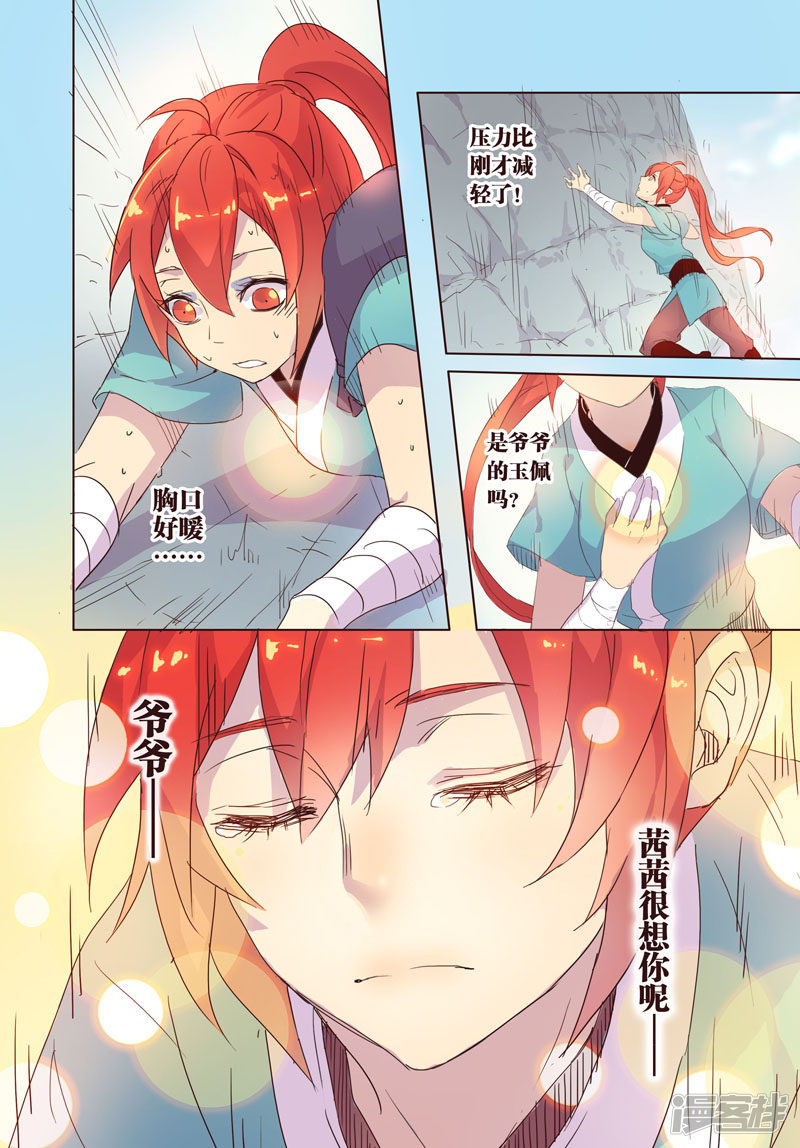 压力比
刚才减
轻了！
胸口
好暖
……
是爷爷
的玉佩
吗？
爷爷——
茜茜很想你呢——
漫客栈